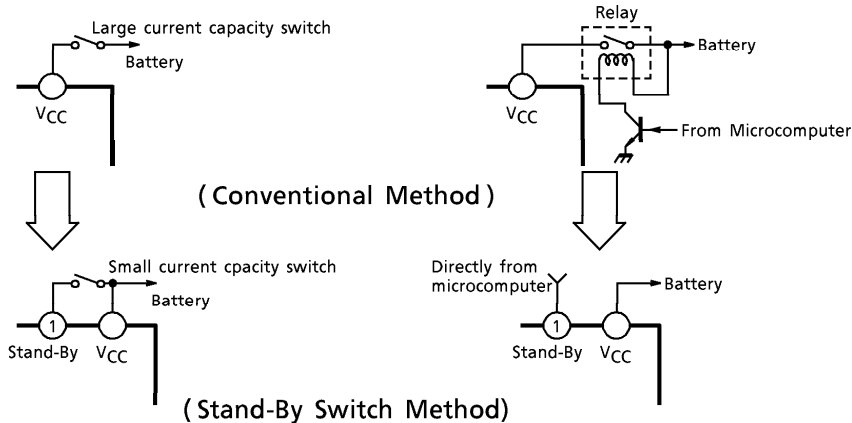 Large current capacity switch
Battery
VCC
Relay
Battery
VCC
From Microcomputer
( Conventional Method )
Small current cpacity switch
Battery
1
Stand-By VCC
Directly from
microcomputer
Battery
1
Stand-By VCC
(Stand-By Switch Method)